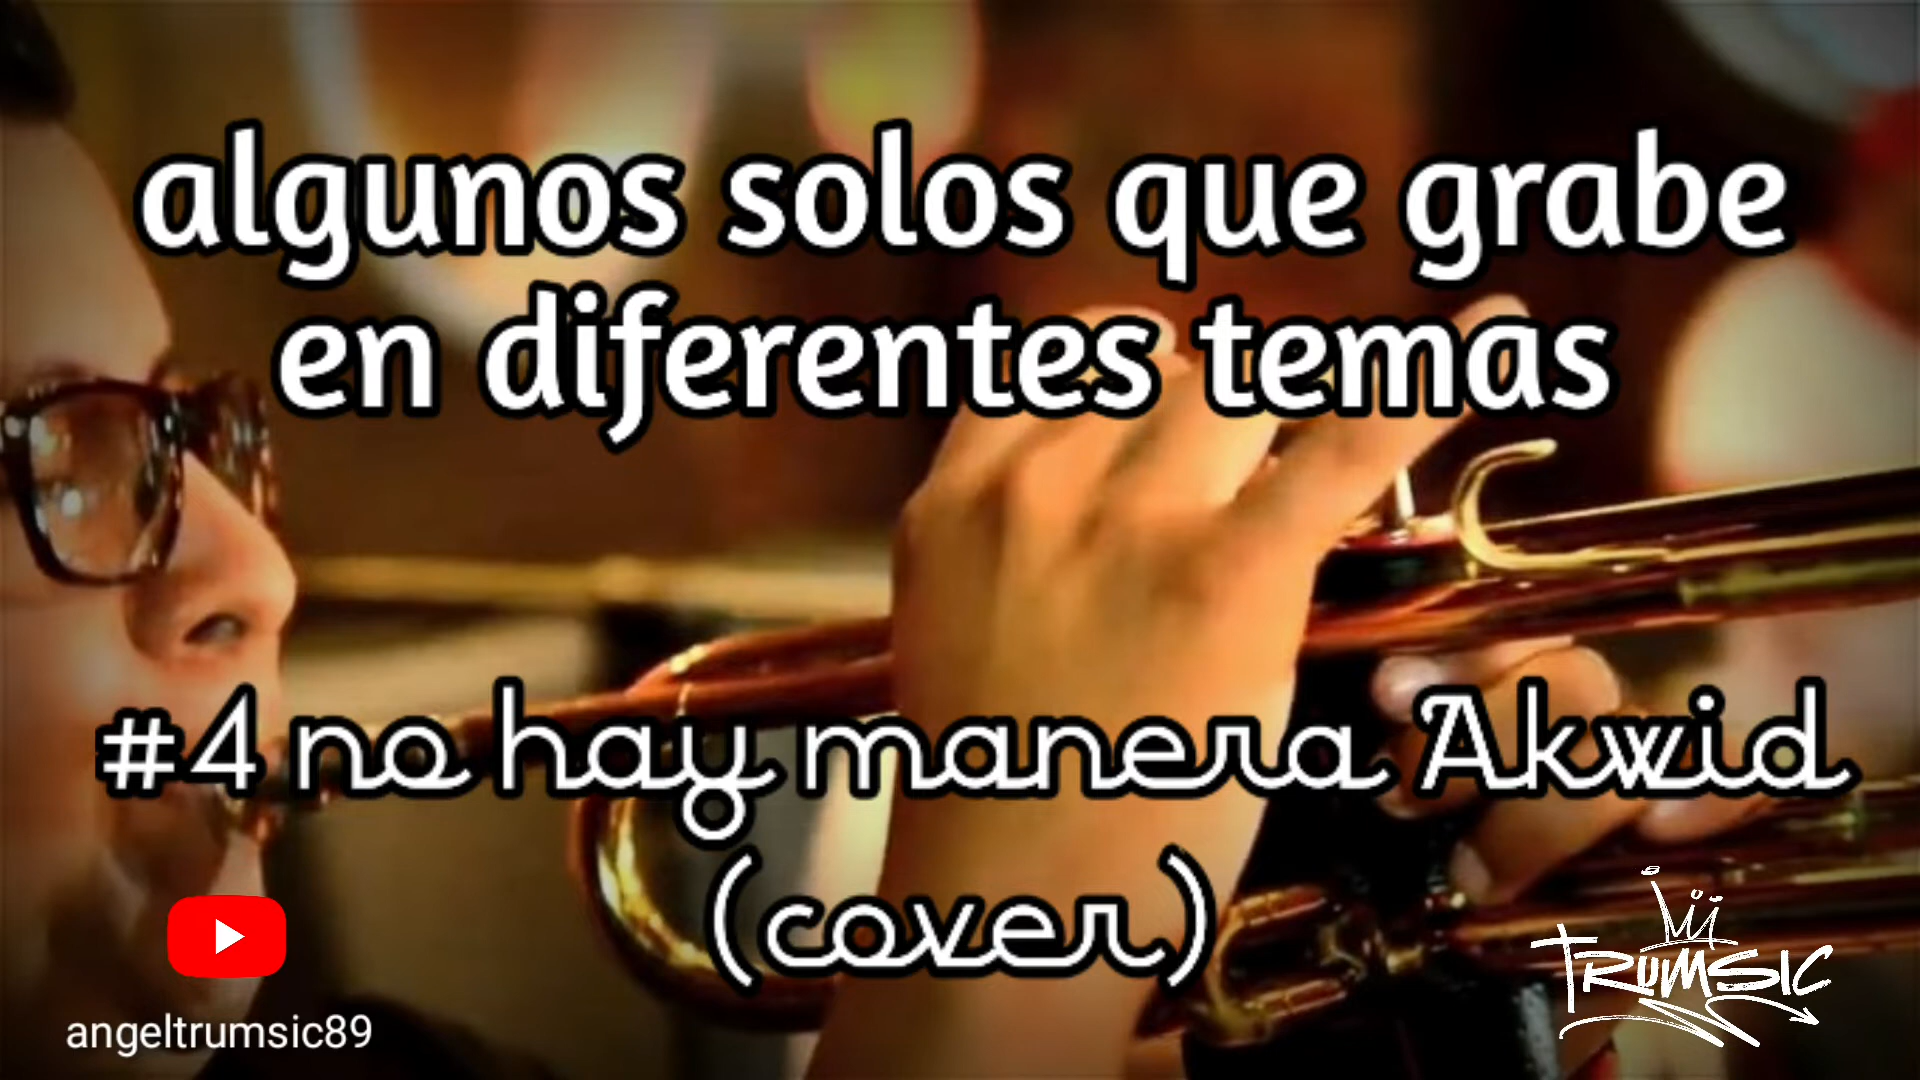 algunos solos que grabe
en diferentes temas
#4 no hay manera Akwid
(cover)
angeltrumsic89
TRUMSIC